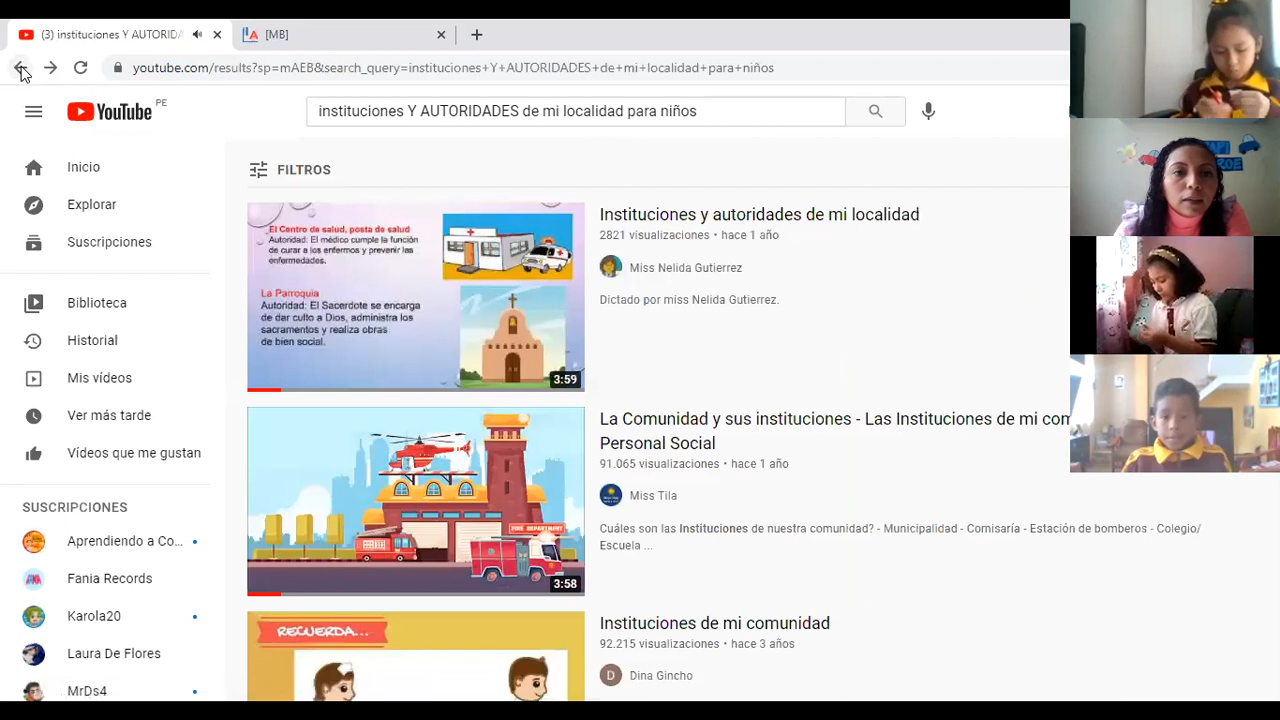 (3) instituciones Y AUTORIDA
[MB]
youtube.com/results?sp=mAEB&search_query=instituciones+Y+AUTORIDADES+de+mi+localidad+para+niños
YouTube PE
instituciones Y AUTORIDADES de mi localidad para niños
Inicio
Explorar
Suscripciones
Biblioteca
Historial
Mis vídeos
Ver más tarde
Vídeos que me gustan
SUSCRIPCIONES
Aprendiendo a Co...
Fania Records
Karola20
Laura De Flores
MrDs4
FILTROS
El Centro de salud, posta de salud
Autoridad: El médico cumple la función
de curar a los enfermos y prevenir las
enfermedades.
La Parroquia
Autoridad: El Sacerdote se encarga
de dar culto a Dios, administra los
sacramentos y realiza obras
de bien social.
3:59
Instituciones y autoridades de mi localidad
2821 visualizaciones • hace 1 año
Miss Nelida Gutierrez
Dictado por miss Nelida Gutierrez.
FIRE DEPARTMENT
3:58
La Comunidad y sus instituciones - Las Instituciones de mi com
Personal Social
91.065 visualizaciones • hace 1 año
Miss Tila
Cuáles son las Instituciones de nuestra comunidad? - Municipalidad - Comisaría - Estación de bomberos - Colegio/
Escuela ...
RECUERDA...
Instituciones de mi comunidad
92.215 visualizaciones • hace 3 años
D
Dina Gincho